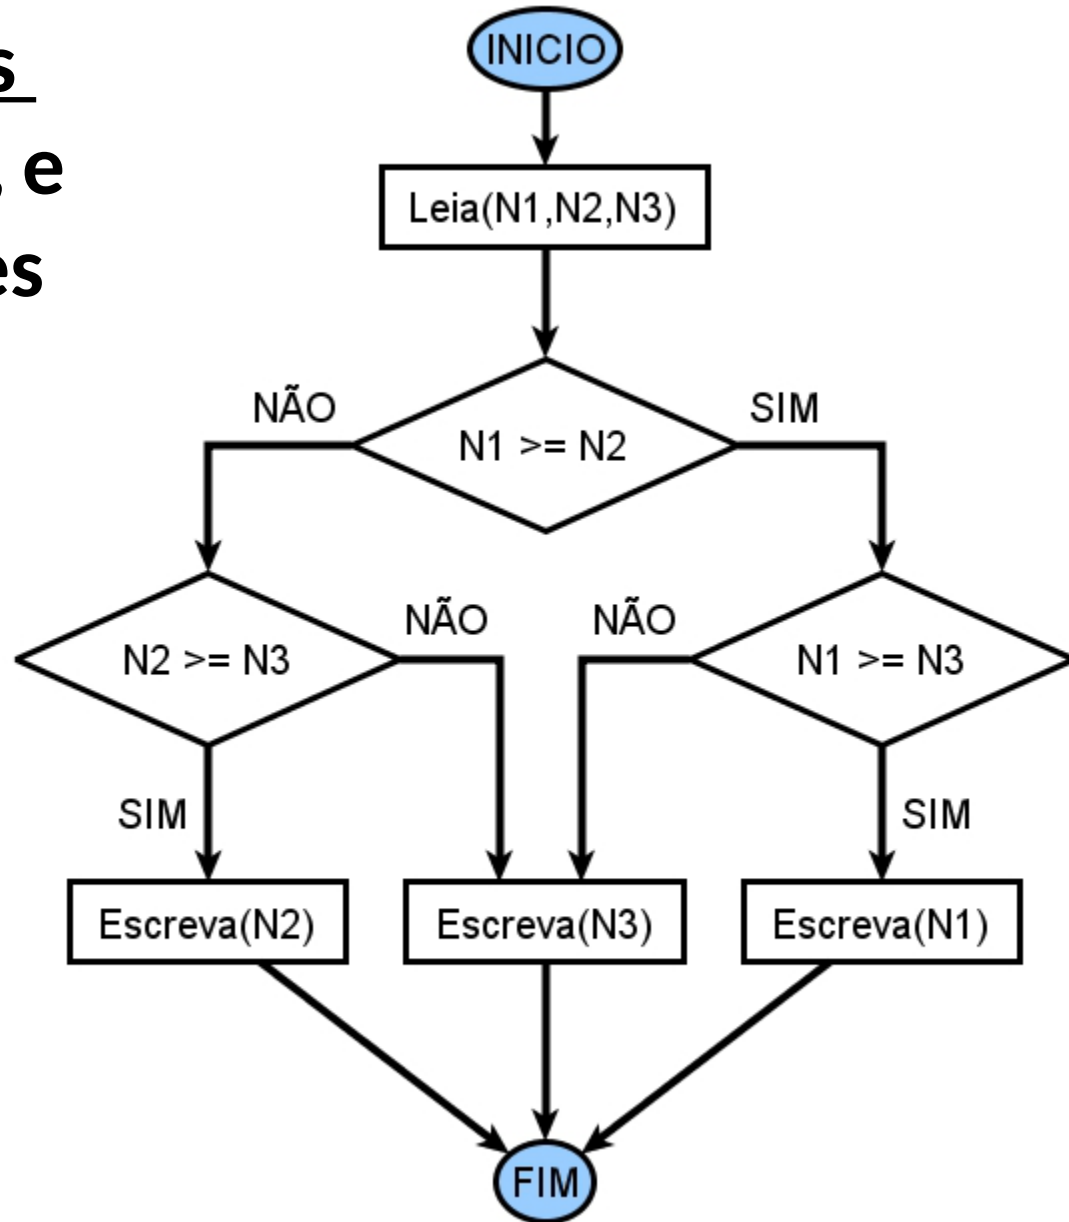 s
, e
es
INICIO
Leia(N1,N2,N3)
NÃO
SIM
N1 >= N2
NÃO
NÃO
N2 >= N3
N1 >= N3
SIM
SIM
Escreva(N2)
Escreva(N3)
Escreva(N1)
FIM